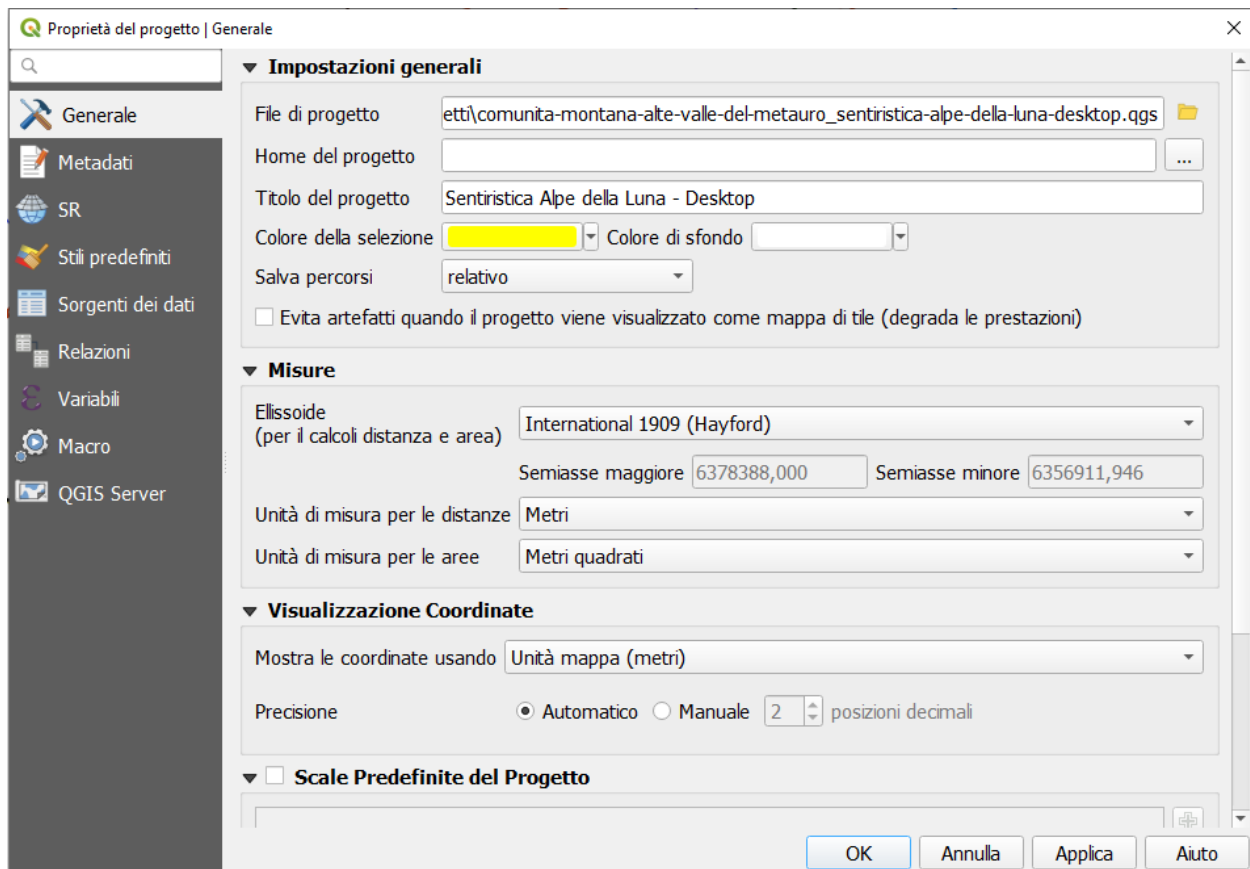 Proprietà del progetto | Generale
Generale
Metadati
SR
Stili predefiniti
Sorgenti dei dati
Relazioni
Variabili
Macro
QGIS Server
Impostazioni generali
File di progetto etti\comunita-montana-alte-valle-del-metauro_sentiristica-alpe-della-luna-desktop.qgs
Home del progetto ...
Titolo del progetto Sentiristica Alpe della Luna - Desktop
Colore della selezione Colore di sfondo
Salva percorsi relativo
Evita artefatti quando il progetto viene visualizzato come mappa di tile (degrada le prestazioni)
Misure
Ellissoide
(per il calcoli distanza e area) International 1909 (Hayford)
Semiasse maggiore 6378388,000 Semiasse minore 6356911,946
Unità di misura per le distanze Metri
Unità di misura per le aree Metri quadrati
Visualizzazione Coordinate
Mostra le coordinate usando Unità mappa (metri)
Precisione Automatico Manuale 2 posizioni decimali
Scale Predefinite del Progetto
OK Annulla Applica Aiuto